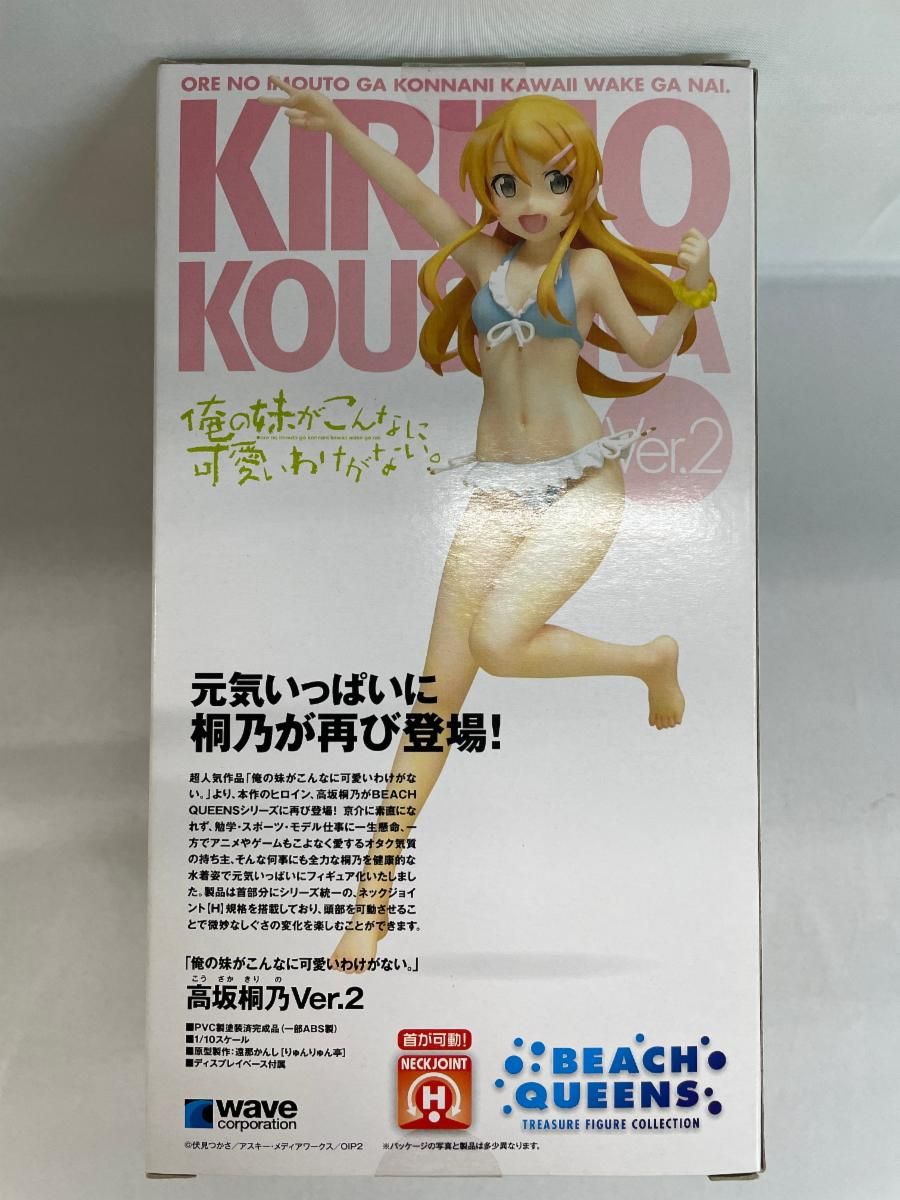 ORE NO IMOUTO GA KONNANI KAWAII WAKE GA NAI.
KIRINO
KOUSAKA
俺の妹がこんなに
ore no imouto ga konnani kawaii wake ga nai.
可愛いわけがない。
Ver.2
元気いっぱいに
桐乃が再び登場!
超人気作品「俺の妹がこんなに可愛いわけがな
い。」より、本作のヒロイン、高坂桐乃がBEACH
QUEENSシリーズに再び登場! 京介に素直にな
れず、勉学・スポーツ・モデル仕事に一生懸命、一
方でアニメやゲームもこよなく愛するオタク気質
の持ち主、そんな何事にも全力な桐乃を健康的な
水着姿で元気いっぱいにフィギュア化いたしまし
た。製品は首部分にシリーズ統一の、ネックジョイ
ント[H]規格を搭載しており、頭部を可動させるこ
とで微妙なしぐさの変化を楽しむことができます。
「俺の妹がこんなに可愛いわけがない。」
こう さか きり の
高坂桐乃Ver.2
■PVC製塗装済完成品(一部ABS製)
■1/10スケール
■原型製作:遠那かんし[りゅんりゅん亭]
■ディスプレイベース付属
首が可動!
NECKJOINT
H
BEACH
QUEENS
TREASURE FIGURE COLLECTION
wave
corporation
©伏見つかさ/アスキー・メディアワークス/OIP2 ※パッケージの写真と製品は多少異なります。